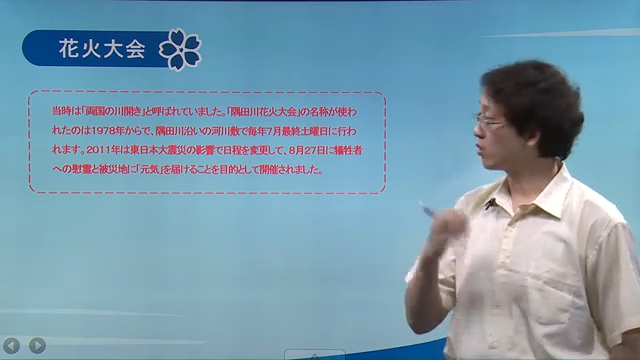 花火大会
当時は「両国の川開き」と呼ばれていました。「隅田川花火大会」の名称が使わ
れたのは1978年からで、隅田川沿いの河川敷で毎年7月最終土曜日に行わ
れます。2011年は東日本大震災の影響で日程を変更して、8月27日に犠牲者
への慰霊と被災地に「元気」を届けることを目的として開催されました。